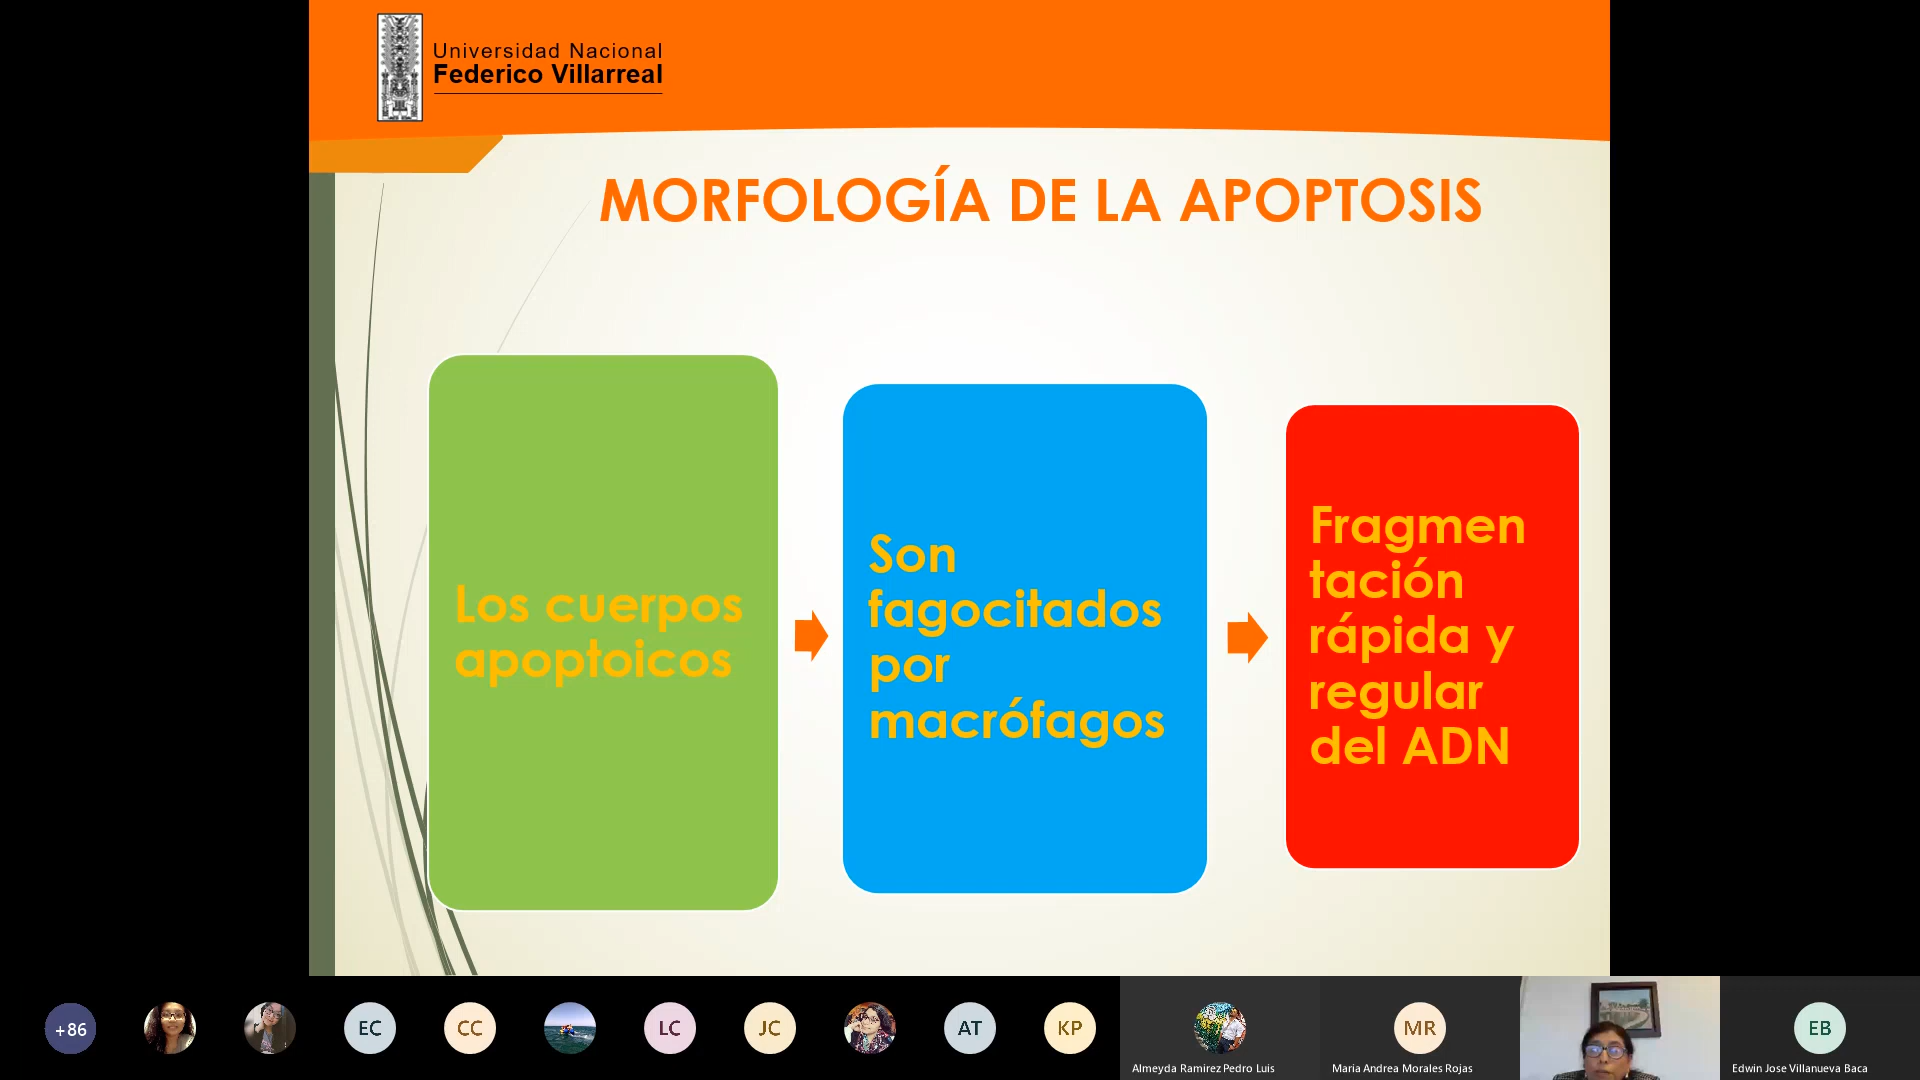 Universidad Nacional
Federico Villarreal
MORFOLOGÍA DE LA APOPTOSIS
Los cuerpos
apoptoicos
Son
fagocitados
por
macrófagos
Fragmen
tación
rápida y
regular
del ADN
+86
EC
CC
LC
JC
AT
KP
Almeyda Ramirez Pedro Luis
MR
Maria Andrea Morales Rojas
EB
Edwin Jose Villanueva Baca